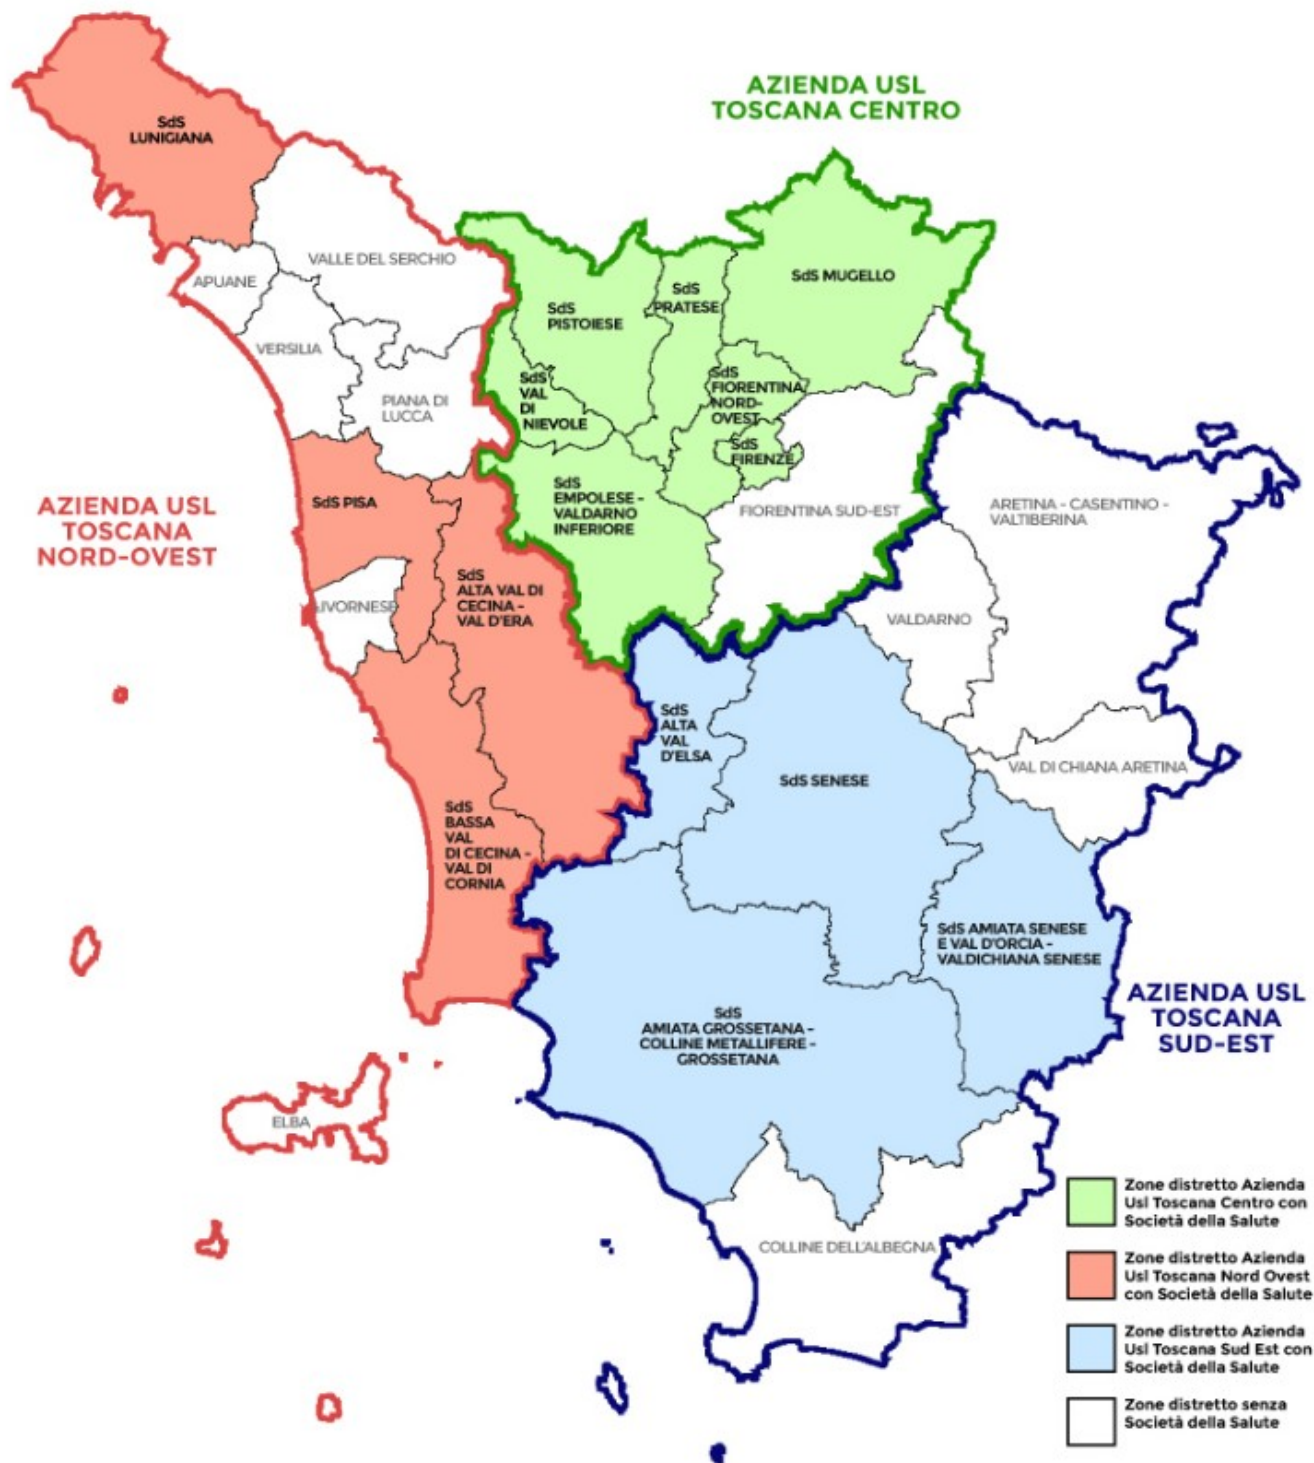 AZIENDA USL
TOSCANA CENTRO
SdS
LUNIGIANA
VALLE DEL SERCHIO
APUANE
VERSILIA
PIANA DI
LUCCA
SdS MUGELLO
SdS
PRATESE
SdS
PISTOIESE
SdS
VAL
DI
NIEVOLE
SdS
FIORENTINA
NORD-
OVEST
SdS
FIRENZE
SdS
EMPOLESE -
VALDARNO
INFERIORE
FIORENTINA SUD-EST
AZIENDA USL
TOSCANA
NORD-OVEST
SdS PISA
LIVORNESE
SdS
ALTA VAL DI
CECINA -
VAL D'ERA
SdS
BASSA
VAL
DI CECINA -
VAL DI
CORNIA
ELBA
ARETINA - CASENTINO -
VALTIBERINA
VALDARNO
VAL DI CHIANA ARETINA
SdS
ALTA
VAL
D'ELSA
SdS SENESE
SdS AMIATA SENESE
E VAL D'ORCIA -
VALDICHIANA SENESE
SdS
AMIATA GROSSETANA -
COLLINE METALLIFERE -
GROSSETANA
COLLINE DELL'ALBEGNA
AZIENDA USL
TOSCANA
SUD-EST
Zone distretto Azienda
Usl Toscana Centro con
Società della Salute
Zone distretto Azienda
Usl Toscana Nord Ovest
con Società della Salute
Zone distretto Azienda
Usl Toscana Sud Est con
Società della Salute
Zone distretto senza
Società della Salute